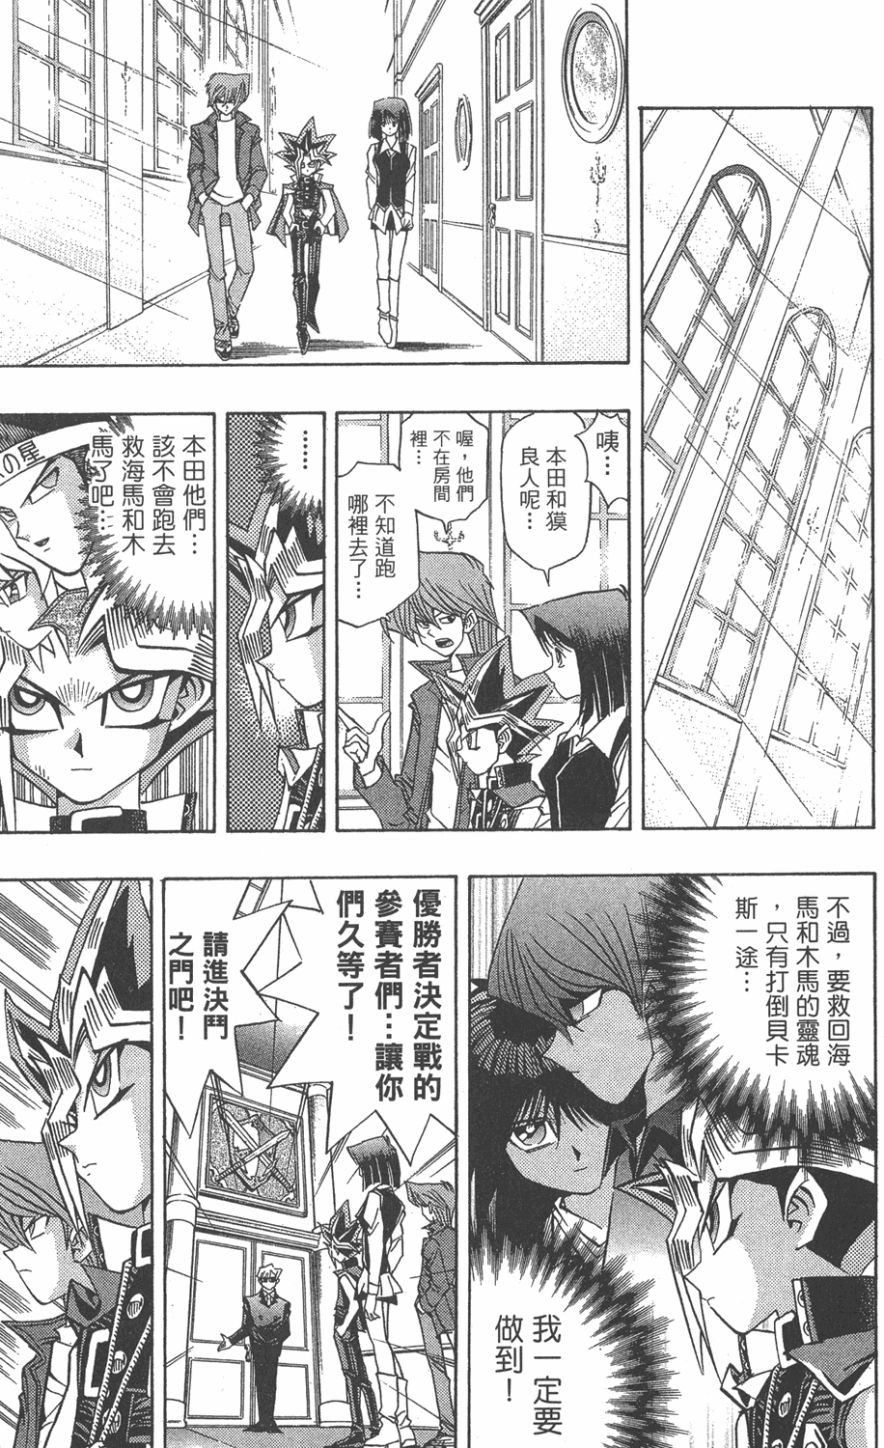 咦…
本田和獏
良人呢…
喔，他們
不在房間
裡…
不知道跑
哪裡去了…
……
本田他們…
該不會跑去
救海馬和木
馬了吧…
の星
不過，要救回海
馬和木馬的靈魂
，只有打倒貝卡
斯一途…
我一定要
做到！
優勝者決定戰的
參賽者們…讓你
們久等了！
請進決鬥
之門吧！